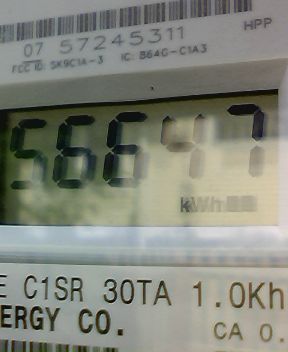 07 57245311
HPP
FCC ID: SK9C1A-3 IC: 864G-C1A3
56647
kWh
E C1SR 30TA 1.0Kh
ERGY CO.
CA 0.